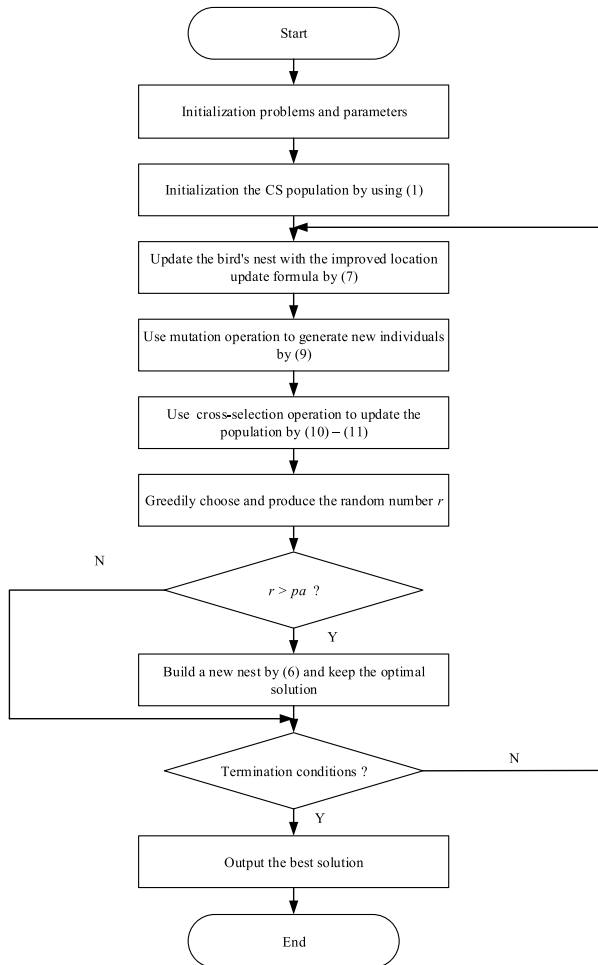 Start
Initialization problems and parameters
Initialization the CS population by using (1)
Update the bird's nest with the improved location
update formula by (7)
Use mutation operation to generate new individuals
by (9)
Use cross-selection operation to update the
population by (10) – (11)
Greedily choose and produce the random number r
N
r > pa ?
Y
Build a new nest by (6) and keep the optimal
solution
Termination conditions ?
N
Y
Output the best solution
End